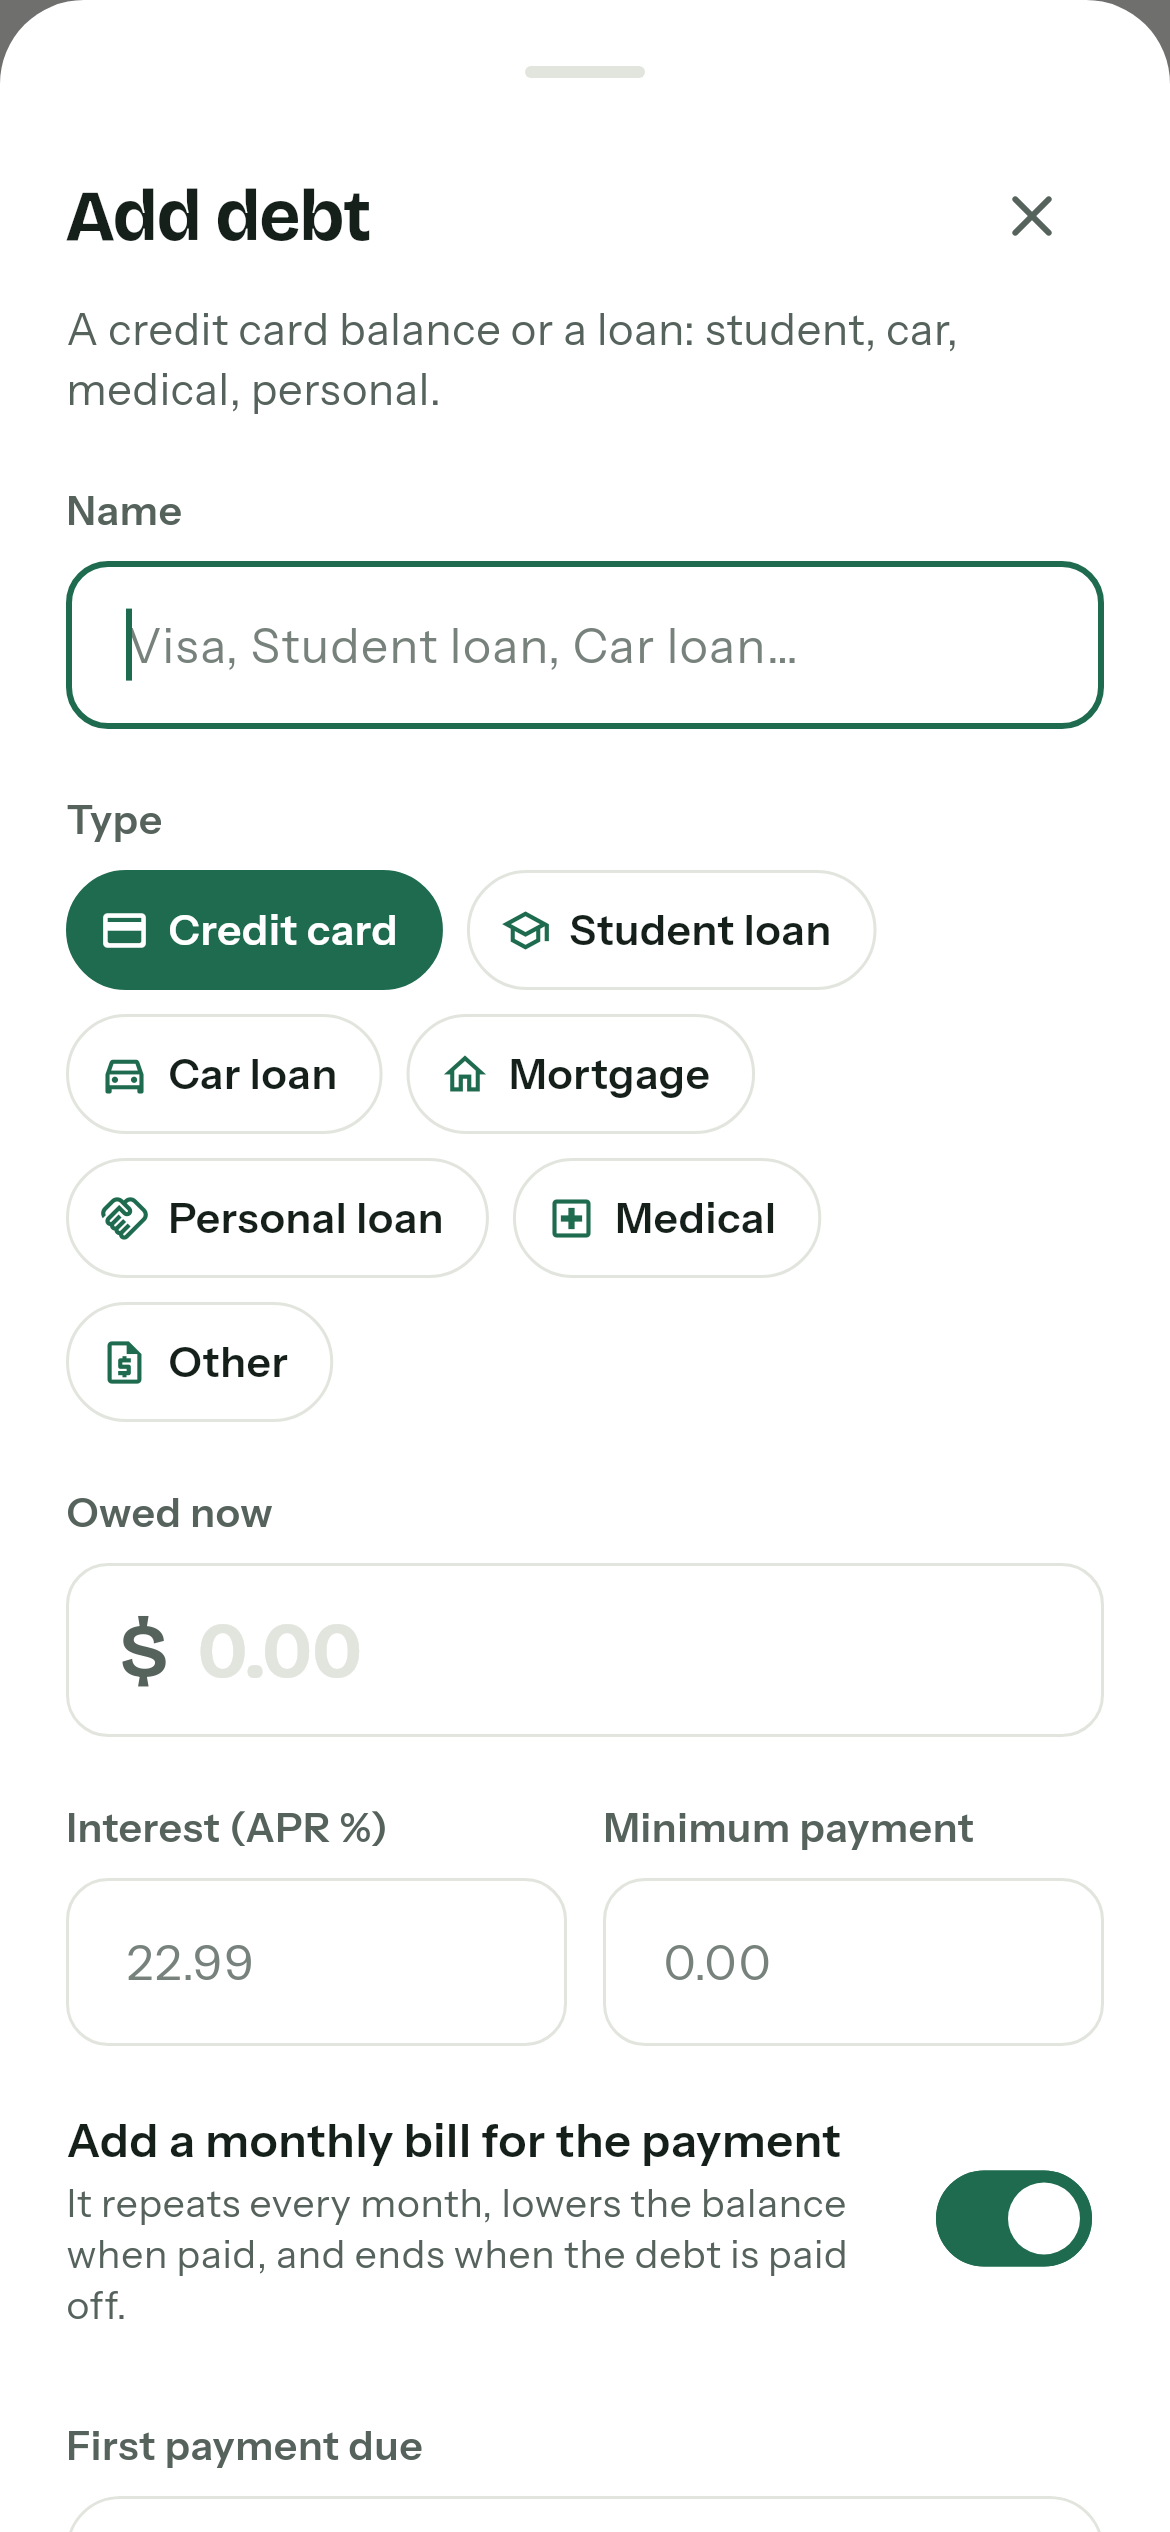 Add debt
A credit card balance or a loan: student, car,
medical, personal.
Name
Visa, Student loan, Car loan...
Type
Credit card
Student loan
Car loan
Mortgage
Personal loan
Medical
Other
Owed now
$ 0.00
Interest (APR %)
Minimum payment
22.99
0.00
Add a monthly bill for the payment
It repeats every month, lowers the balance
when paid, and ends when the debt is paid
off.
First payment due